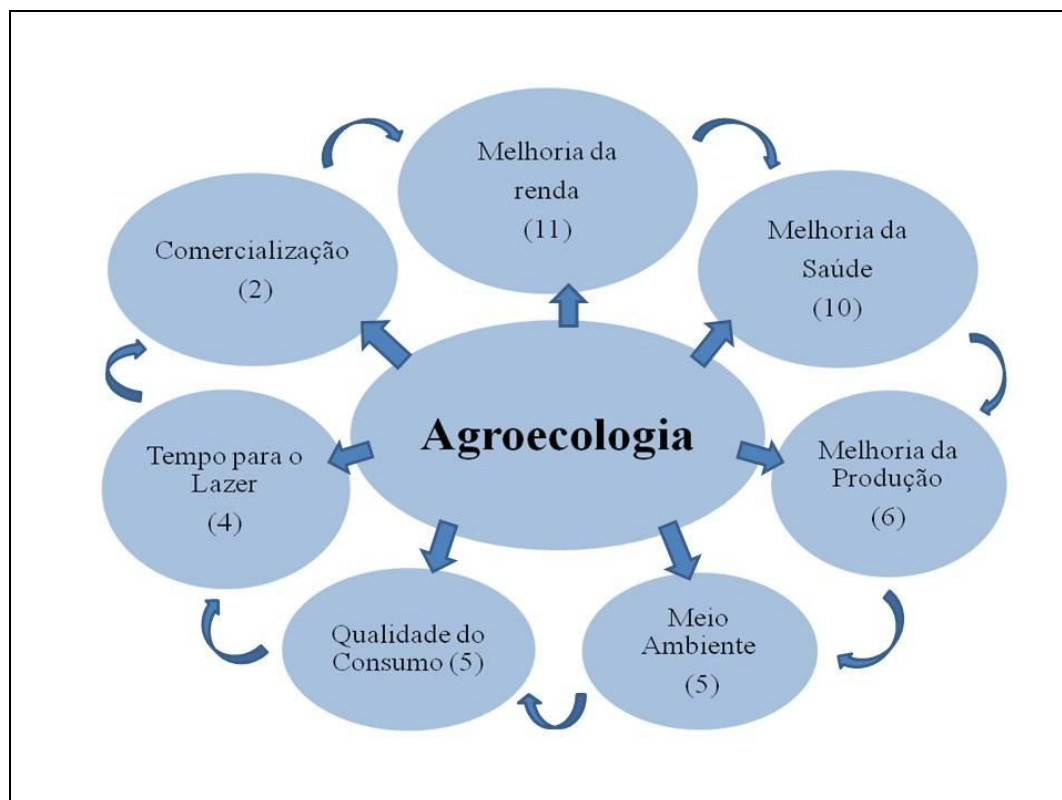 Melhoria da
renda
(11)
Melhoria da
Saúde
(10)
Melhoria da
Produção
(6)
Meio
Ambiente
(5)
Qualidade do
Consumo (5)
Tempo para o
Lazer
(4)
Comercialização
(2)
Agroecologia